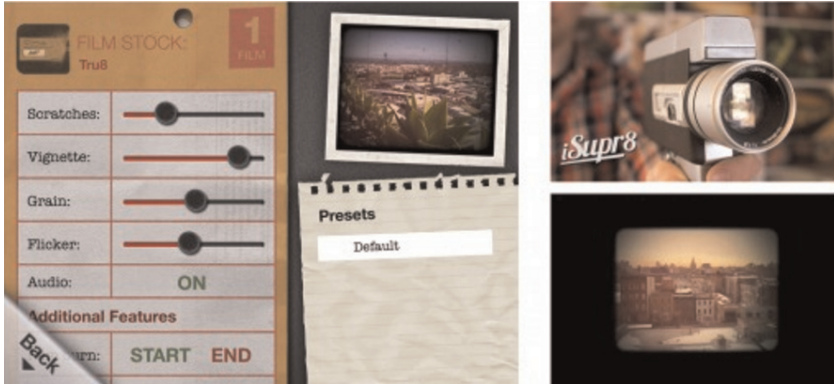 FILM STOCK:
Tru8
1
FILM
Scratches:
Vignette:
Grain:
Flicker:
Audio: ON
Additional Features
urn: START END
Back
Presets
Default
iSupr8